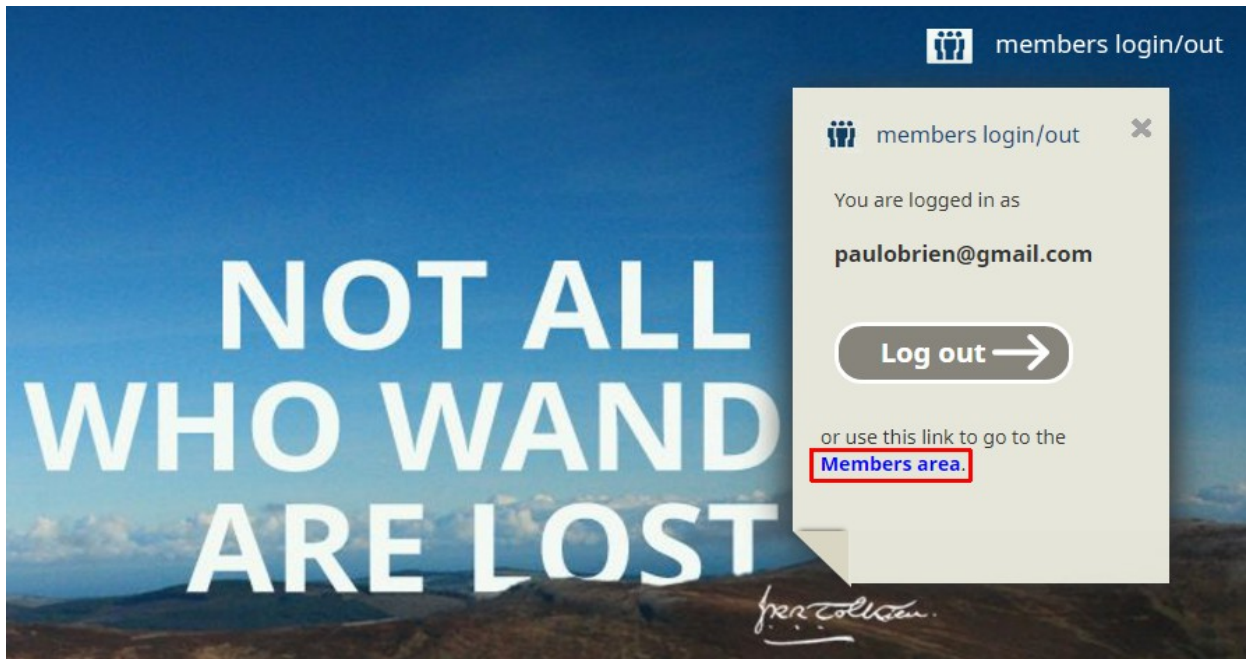 members login/out
members login/out
You are logged in as
paulobrien@gmail.com
Log out
or use this link to go to the
Members area.
NOT ALL
WHO WAND
ARE LOST